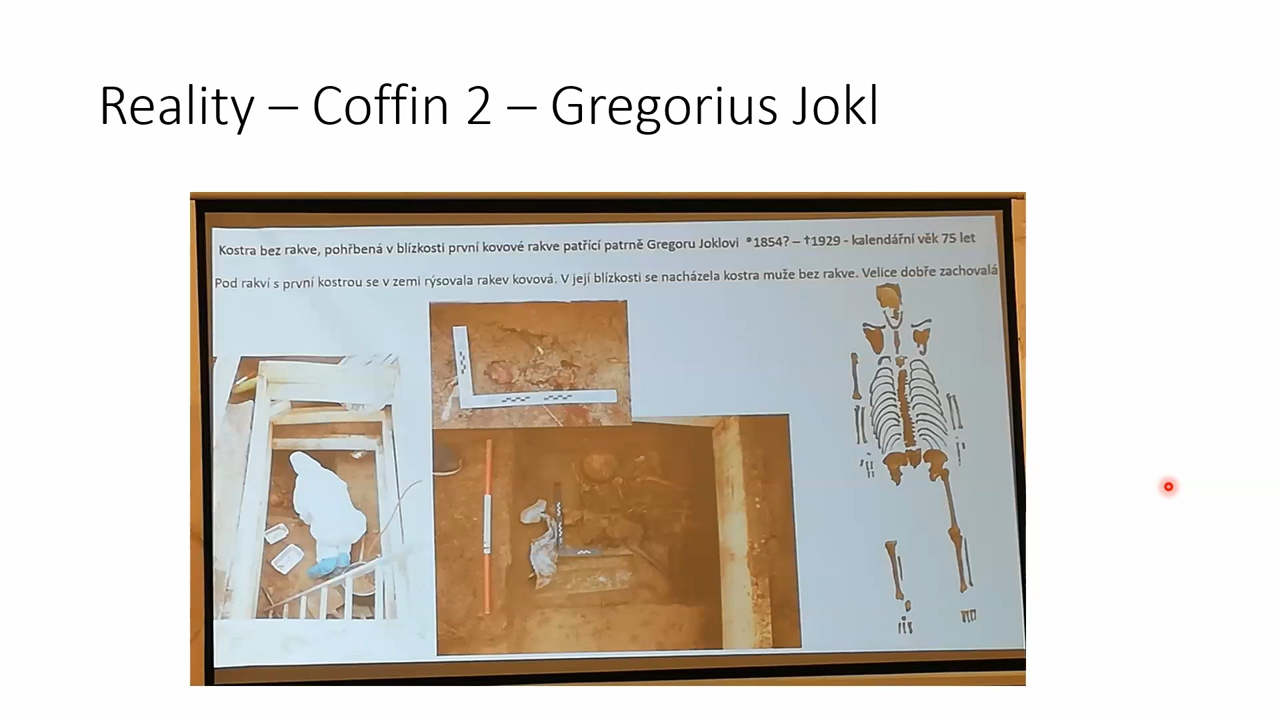 Reality – Coffin 2 – Gregorius Jokl
Kostra bez rakve, pohřbená v blízkosti první kovové rakve patřící patrně Gregoru Joklovi *1854? – †1929 - kalendářní věk 75 let
Pod rakví s první kostrou se v zemi rýsovala rakev kovová. V její blízkosti se nacházela kostra muže bez rakve. Velice dobře zachovalá